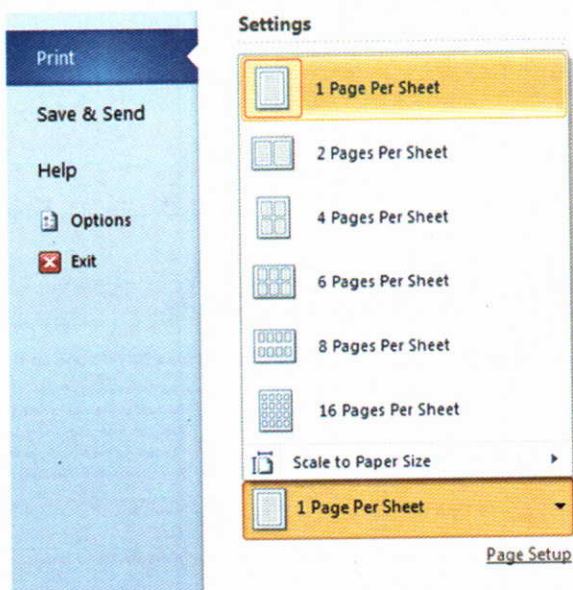 Print
Save & Send
Help
Options
Exit
Settings
1 Page Per Sheet
2 Pages Per Sheet
4 Pages Per Sheet
6 Pages Per Sheet
8 Pages Per Sheet
16 Pages Per Sheet
Scale to Paper Size
1 Page Per Sheet
Page Setup